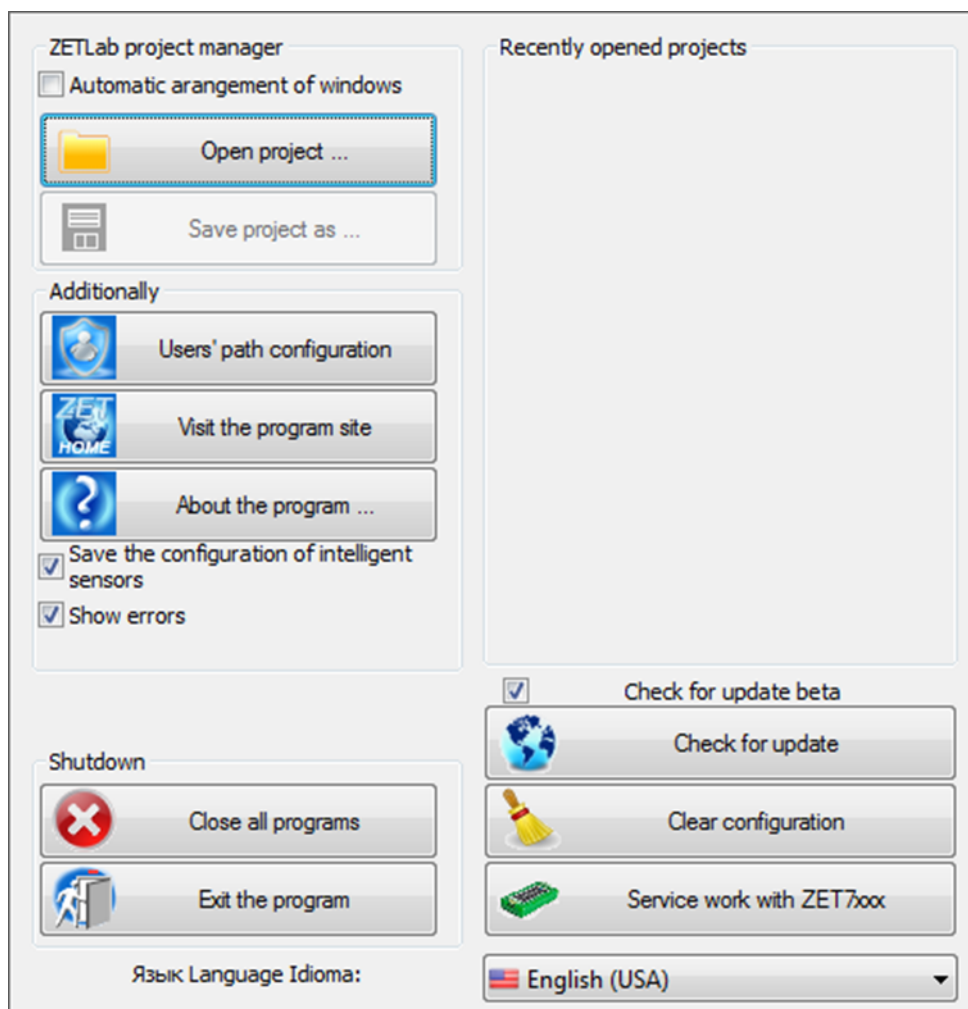 ZETLab project manager
Automatic arangement of windows
Open project ...
Save project as ...
Additionally
Users' path configuration
ZET
HOME
Visit the program site
About the program ...
Save the configuration of intelligent
sensors
Show errors
Shutdown
Close all programs
Exit the program
Язык Language Idioma:
Recently opened projects
Check for update beta
Check for update
Clear configuration
Service work with ZET7xxx
English (USA)